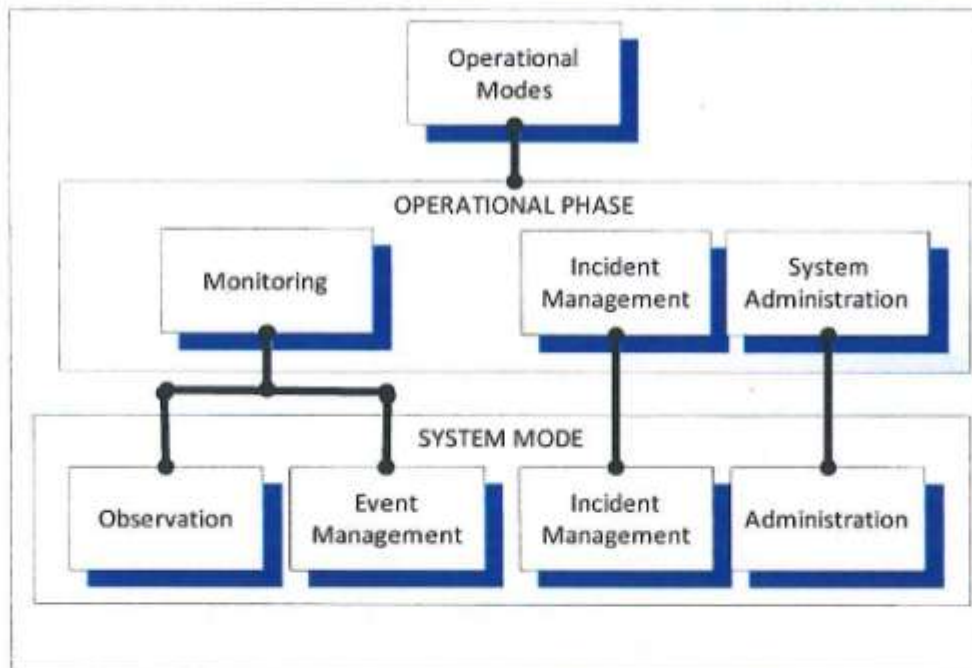 Operational
Modes
OPERATIONAL PHASE
Monitoring
Incident
Management
System
Administration
SYSTEM MODE
Observation
Event
Management
Incident
Management
Administration